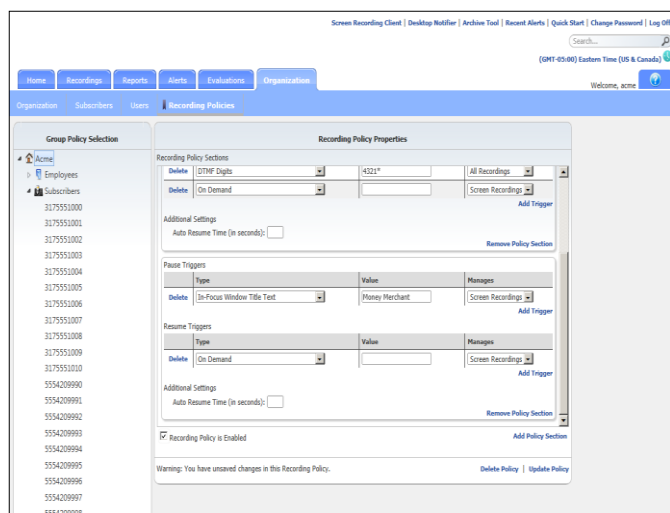 Screen Recording Client | Desktop Notifier | Archive Tool | Recent Alerts | Quick Start | Change Password | Log Off
Search...
(GMT-05:00) Eastern Time (US & Canada)
Home Recordings Reports Alerts Evaluations Organization
Welcome, acme
Organization Subscribers Users Recording Policies
Group Policy Selection
Acme
Employees
Subscribers
3175551000
3175551001
3175551002
3175551003
3175551004
3175551005
3175551006
3175551007
3175551008
3175551009
3175551010
5554209990
5554209991
5554209992
5554209993
5554209994
5554209995
5554209996
5554209997
5554209998
Recording Policy Properties
Recording Policy Sections
Delete DTMF Digits 4321* All Recordings
Delete On Demand Screen Recordings
Add Trigger
Additional Settings
Auto Resume Time (in seconds):
Remove Policy Section
Pause Triggers
Type Value Manages
Delete In-Focus Window Title Text Money Merchant Screen Recordings
Add Trigger
Resume Triggers
Type Value Manages
Delete On Demand Screen Recordings
Add Trigger
Additional Settings
Auto Resume Time (in seconds):
Remove Policy Section
Recording Policy is Enabled Add Policy Section
Warning: You have unsaved changes in this Recording Policy. Delete Policy | Update Policy